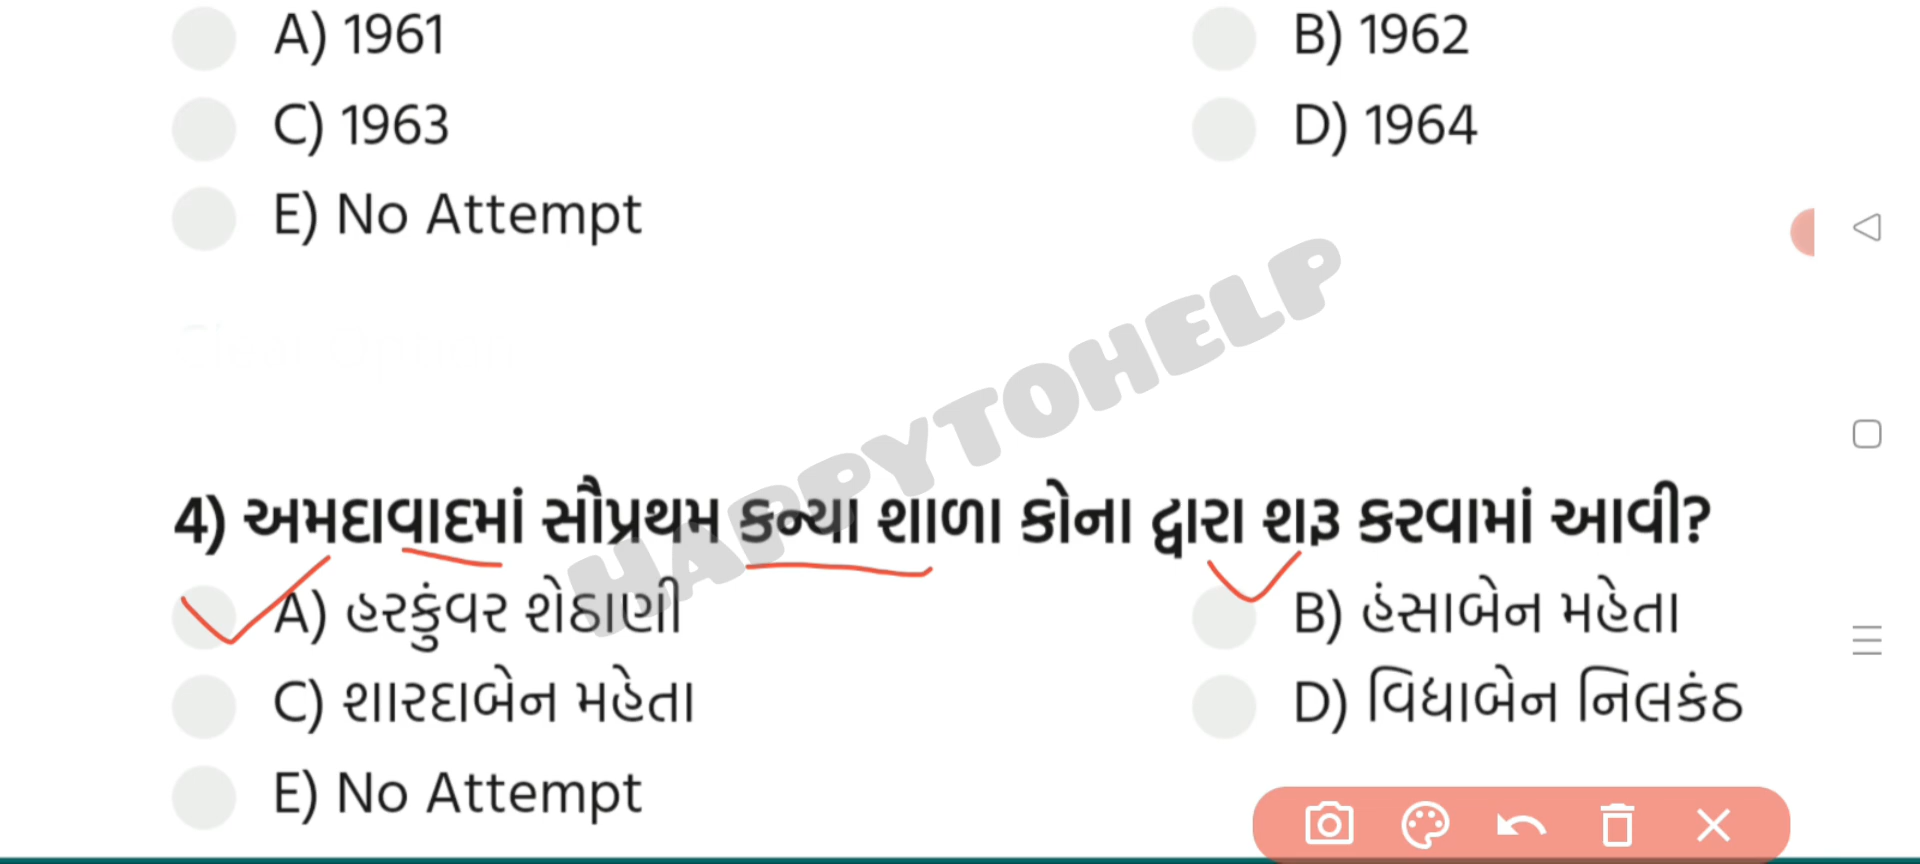 A) 1961 B) 1962
C) 1963 D) 1964
E) No Attempt
HAPPYTOHELP
4) અમદાવાદમાં સૌપ્રથમ કન્યા શાળા કોના દ્વારા શરૂ કરવામાં આવી?
A) હરકુંવર શેઠાણી B) હંસાબેન મહેતા
C) શારદાબેન મહેતા D) વિદ્યાબેન નિલકંઠ
E) No Attempt